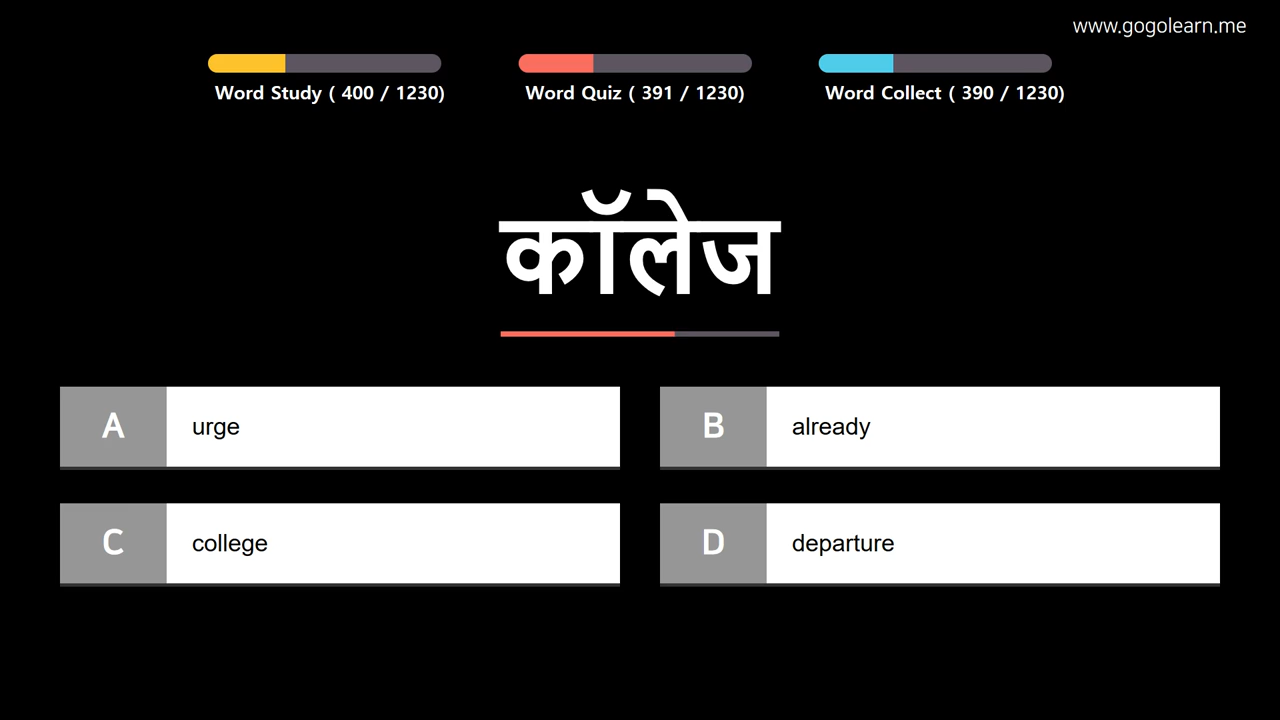 www.gogolearn.me
Word Study ( 400 / 1230)
Word Quiz ( 391 / 1230)
Word Collect ( 390 / 1230)
कॉलेज
A
urge
B
already
C
college
D
departure